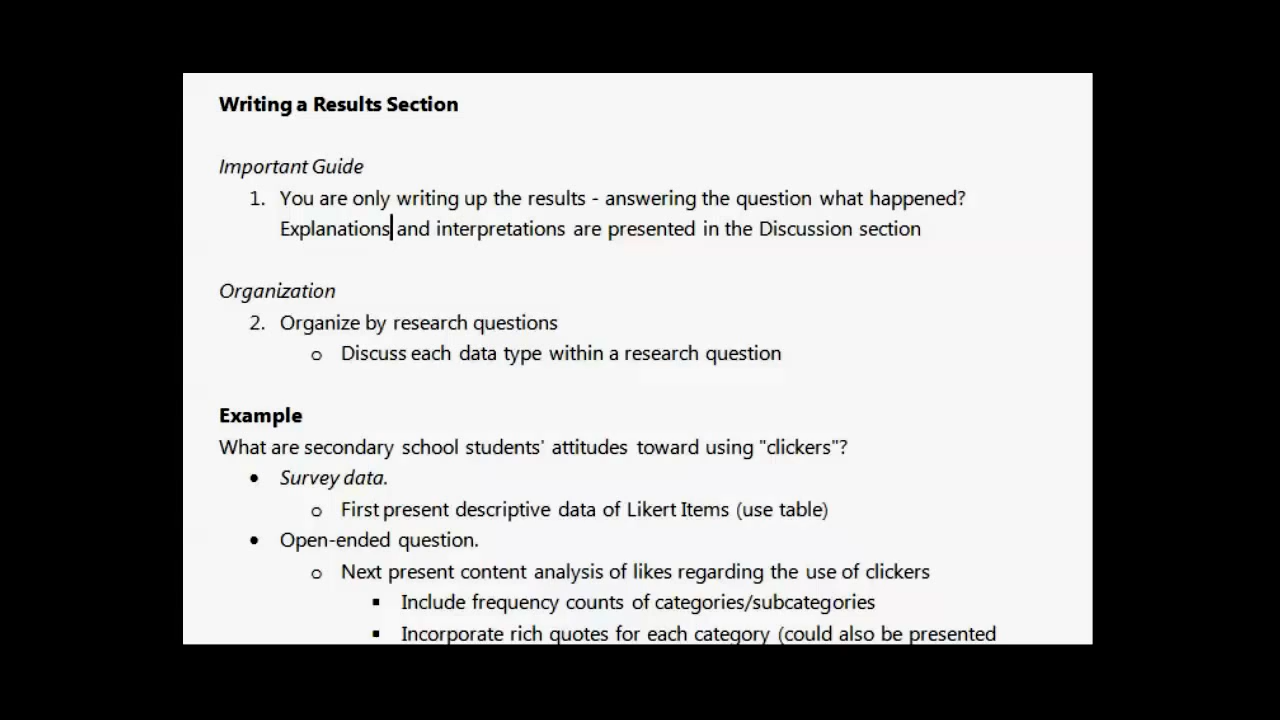 Writing a Results Section
Important Guide
1. You are only writing up the results - answering the question what happened?
Explanations and interpretations are presented in the Discussion section
Organization
2. Organize by research questions
o Discuss each data type within a research question
Example
What are secondary school students' attitudes toward using "clickers"?
• Survey data.
o First present descriptive data of Likert Items (use table)
• Open-ended question.
o Next present content analysis of likes regarding the use of clickers
▪ Include frequency counts of categories/subcategories
▪ Incorporate rich quotes for each category (could also be presented